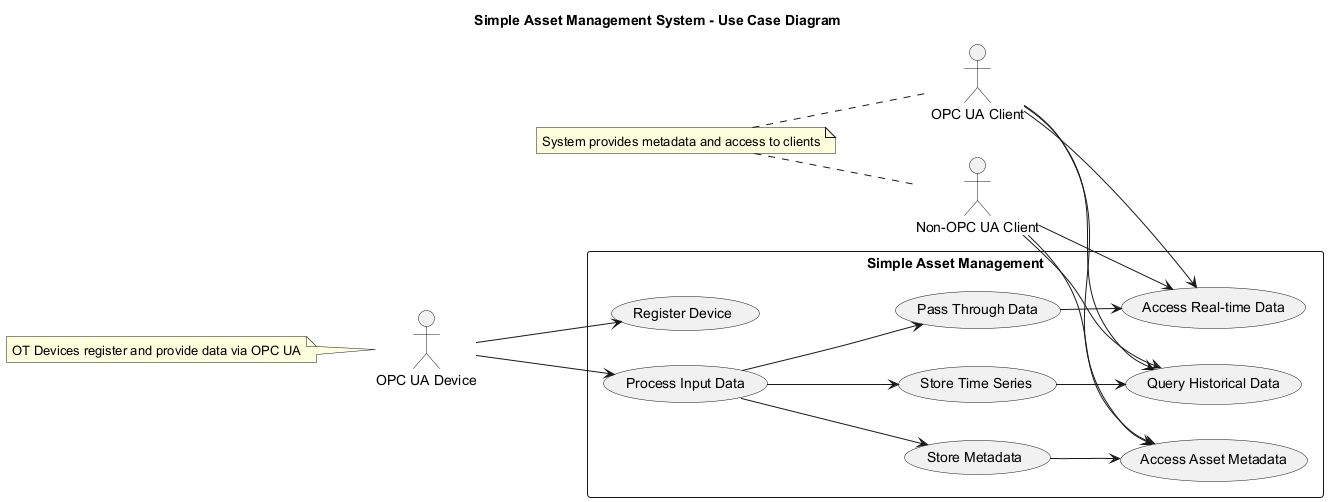 Simple Asset Management System - Use Case Diagram
OPC UA Client
System provides metadata and access to clients
Non-OPC UA Client
Simple Asset Management
Register Device
Pass Through Data
Access Real-time Data
OT Devices register and provide data via OPC UA
OPC UA Device
Process Input Data
Store Time Series
Query Historical Data
Store Metadata
Access Asset Metadata